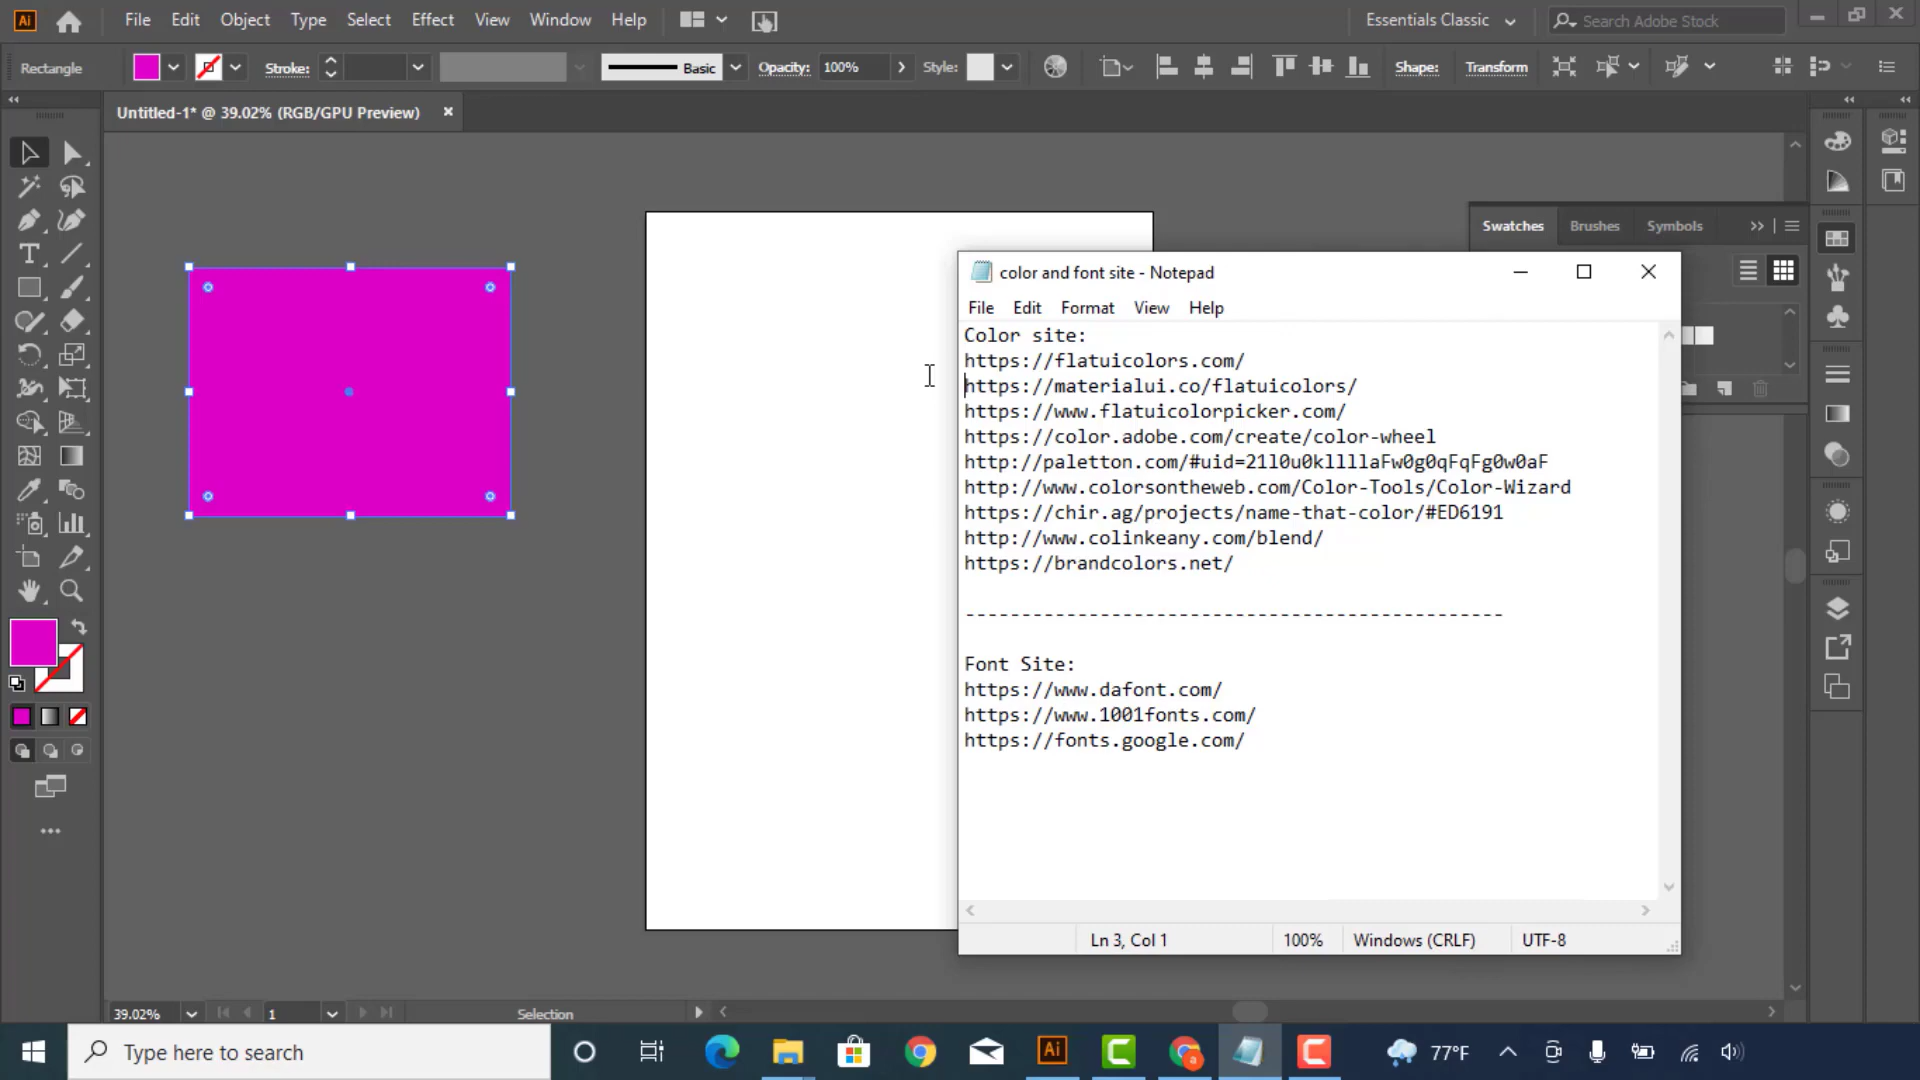 Ai File Edit Object Type Select Effect View Window Help Essentials Classic Search Adobe Stock
Rectangle Stroke: Basic Opacity: 100% Style: Shape: Transform
Untitled-1* @ 39.02% (RGB/GPU Preview)
Swatches Brushes Symbols
color and font site - Notepad
File Edit Format View Help
Color site:
https://flatuicolors.com/
https://materialui.co/flatuicolors/
https://www.flatuicolorpicker.com/
https://color.adobe.com/create/color-wheel
http://paletton.com/#uid=21l0u0kllllaFw0g0qFqFg0w0aF
http://www.colorsontheweb.com/Color-Tools/Color-Wizard
https://chir.ag/projects/name-that-color/#ED6191
http://www.colinkeany.com/blend/
https://brandcolors.net/
------------------------------------------------
Font Site:
https://www.dafont.com/
https://www.1001fonts.com/
https://fonts.google.com/
Ln 3, Col 1 100% Windows (CRLF) UTF-8
39.02% 1 Selection
Type here to search Ai 77°F